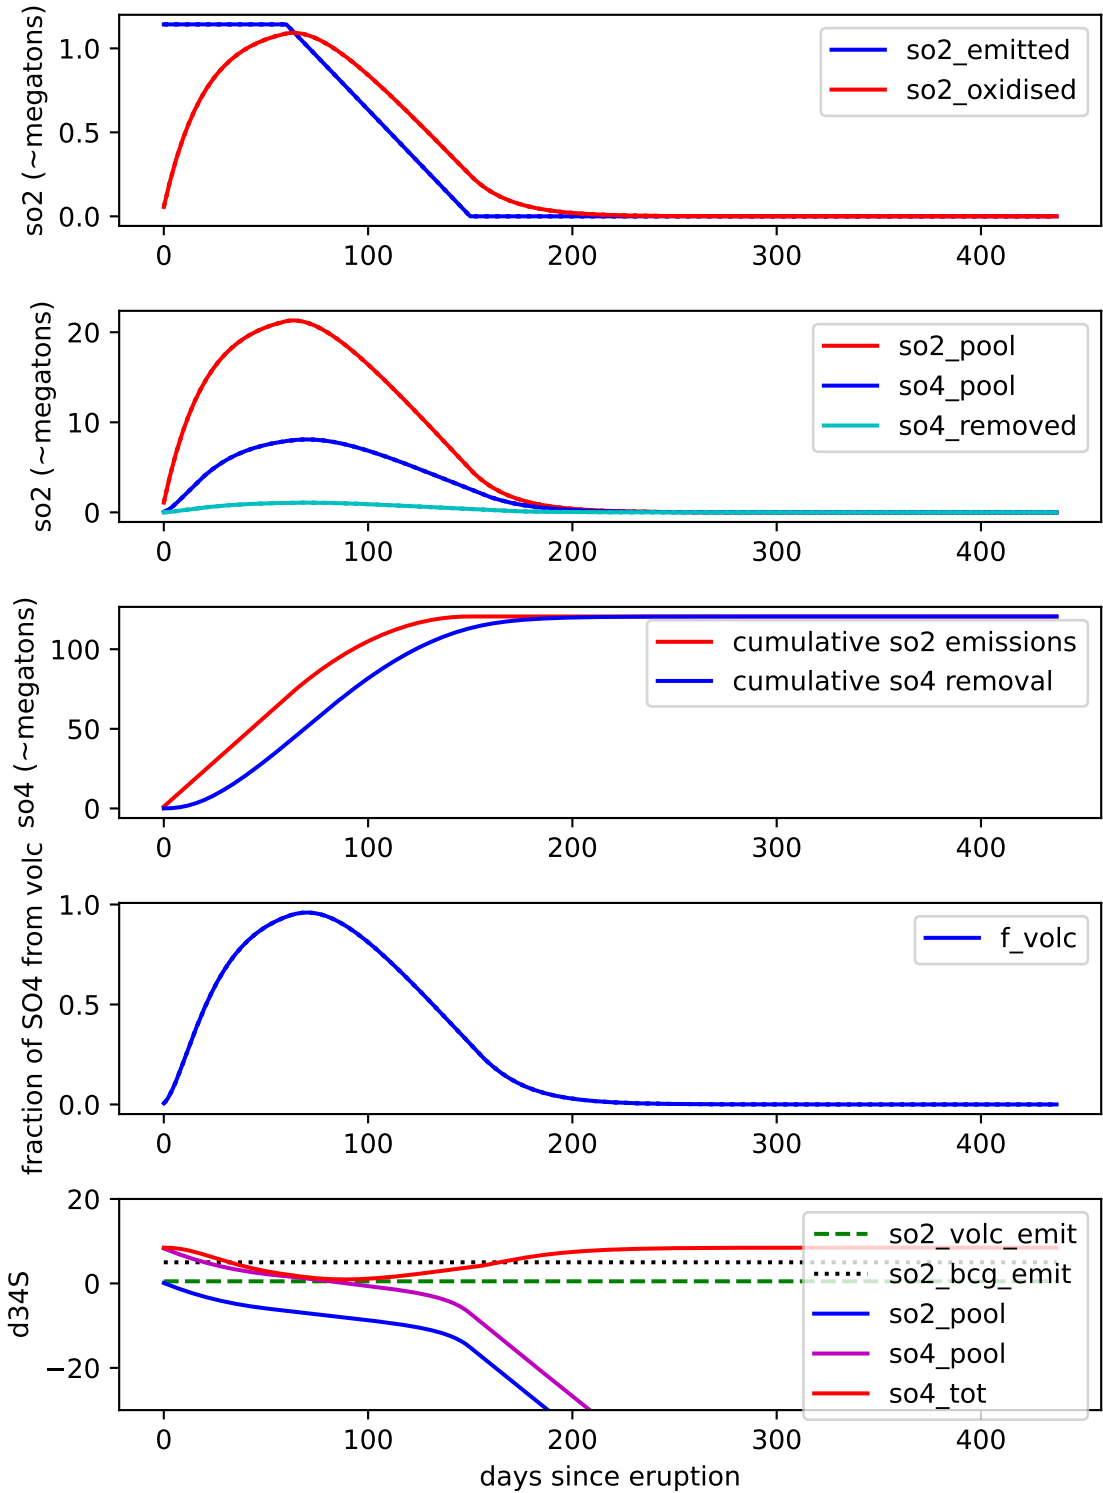 so2 (~megatons)
1.0
0.5
0.0
so2_emitted
so2_oxidised
0 100 200 300 400
so2 (~megatons)
20
10
0
so2_pool
so4_pool
so4_removed
0 100 200 300 400
so4 (~megatons)
100
50
0
cumulative so2 emissions
cumulative so4 removal
0 100 200 300 400
fraction of SO4 from volc
1.0
0.5
0.0
f_volc
0 100 200 300 400
d34S
20
0
−20
so2_volc_emit
so2_bcg_emit
so2_pool
so4_pool
so4_tot
0 100 200 300 400
days since eruption